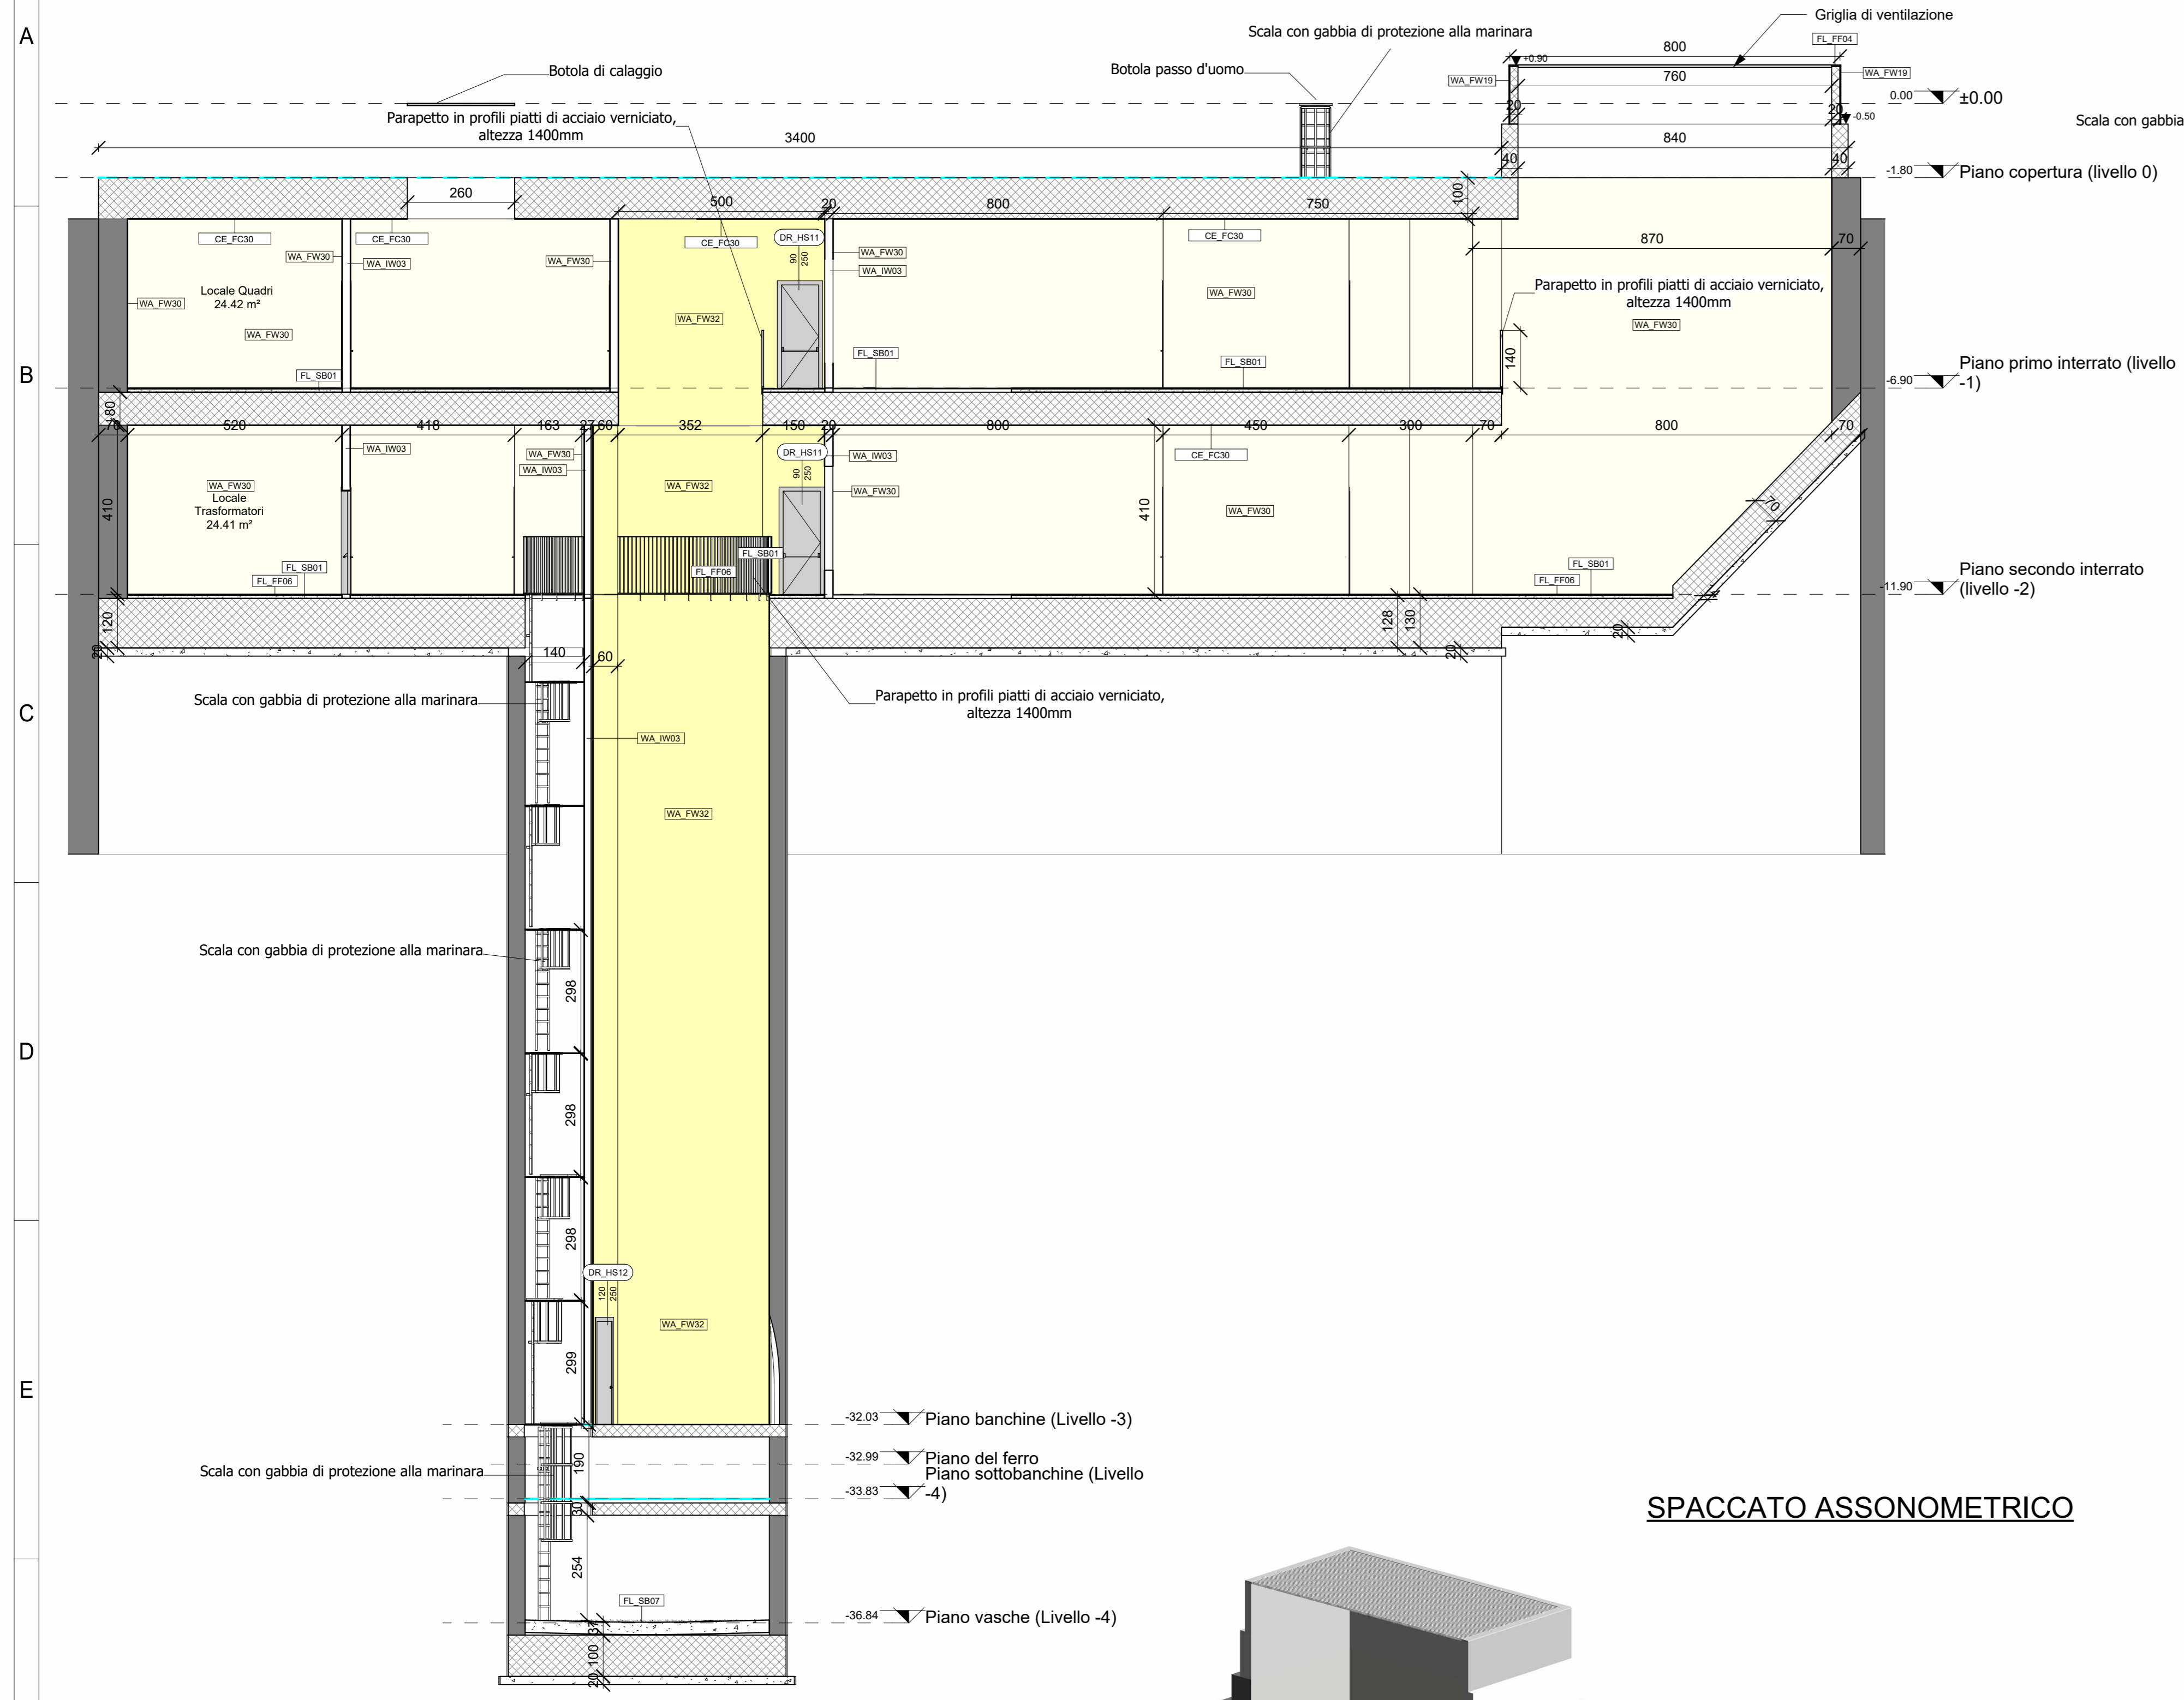 A
Griglia di ventilazione
Scala con gabbia di protezione alla marinara
800
FL_FF04
Botola di calaggio
Botola passo d'uomo
+0.90
WA_FW19
760
WA_FW19
0.00
±0.00
Parapetto in profili piatti di acciaio verniciato,
altezza 1400mm
20
20
-0.50
Scala con gabbia
3400
840
40
40
-1.80
Piano copertura (livello 0)
260
500
20
800
750
100
CE_FC30
CE_FC30
CE_FC30
DR_HS11
CE_FC30
870
70
WA_FW30
WA_IW03
WA_FW30
90
250
WA_FW30
WA_IW03
Locale Quadri
24.42 m²
WA_FW30
WA_FW30
WA_FW32
WA_FW30
Parapetto in profili piatti di acciaio verniciato,
altezza 1400mm
WA_FW30
B
FL_SB01
FL_SB01
FL_SB01
140
Piano primo interrato (livello
-6.90
-1)
80
70
520
418
163
27
60
352
150
20
800
450
300
70
800
70
WA_IW03
WA_FW30
WA_IW03
DR_HS11
90
250
WA_IW03
CE_FC30
WA_FW30
Locale
Trasformatori
24.41 m²
WA_FW32
WA_FW30
410
410
WA_FW30
70
FL_SB01
FL_FF06
FL_SB01
FL_FF06
FL_SB01
FL_FF06
Piano secondo interrato
-11.90
(livello -2)
120
20
128
130
20
20
140
60
C
Scala con gabbia di protezione alla marinara
Parapetto in profili piatti di acciaio verniciato,
altezza 1400mm
WA_IW03
WA_FW32
Scala con gabbia di protezione alla marinara
298
D
298
298
DR_HS12
120
250
WA_FW32
299
E
-32.03
Piano banchine (Livello -3)
-32.99
Piano del ferro
Scala con gabbia di protezione alla marinara
190
Piano sottobanchine (Livello
-33.83
-4)
30
SPACCATO ASSONOMETRICO
254
FL_SB07
-36.84
Piano vasche (Livello -4)
37
100
20